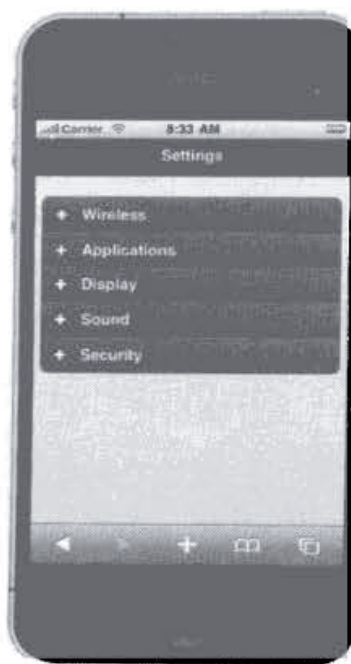 Carrier 8:33 AM
Settings
+ Wireless
+ Applications
+ Display
+ Sound
+ Security